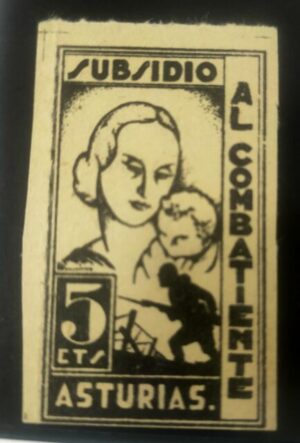 SUBSIDIO
AL COMBATIENTE
5
CTS
ASTURIAS.